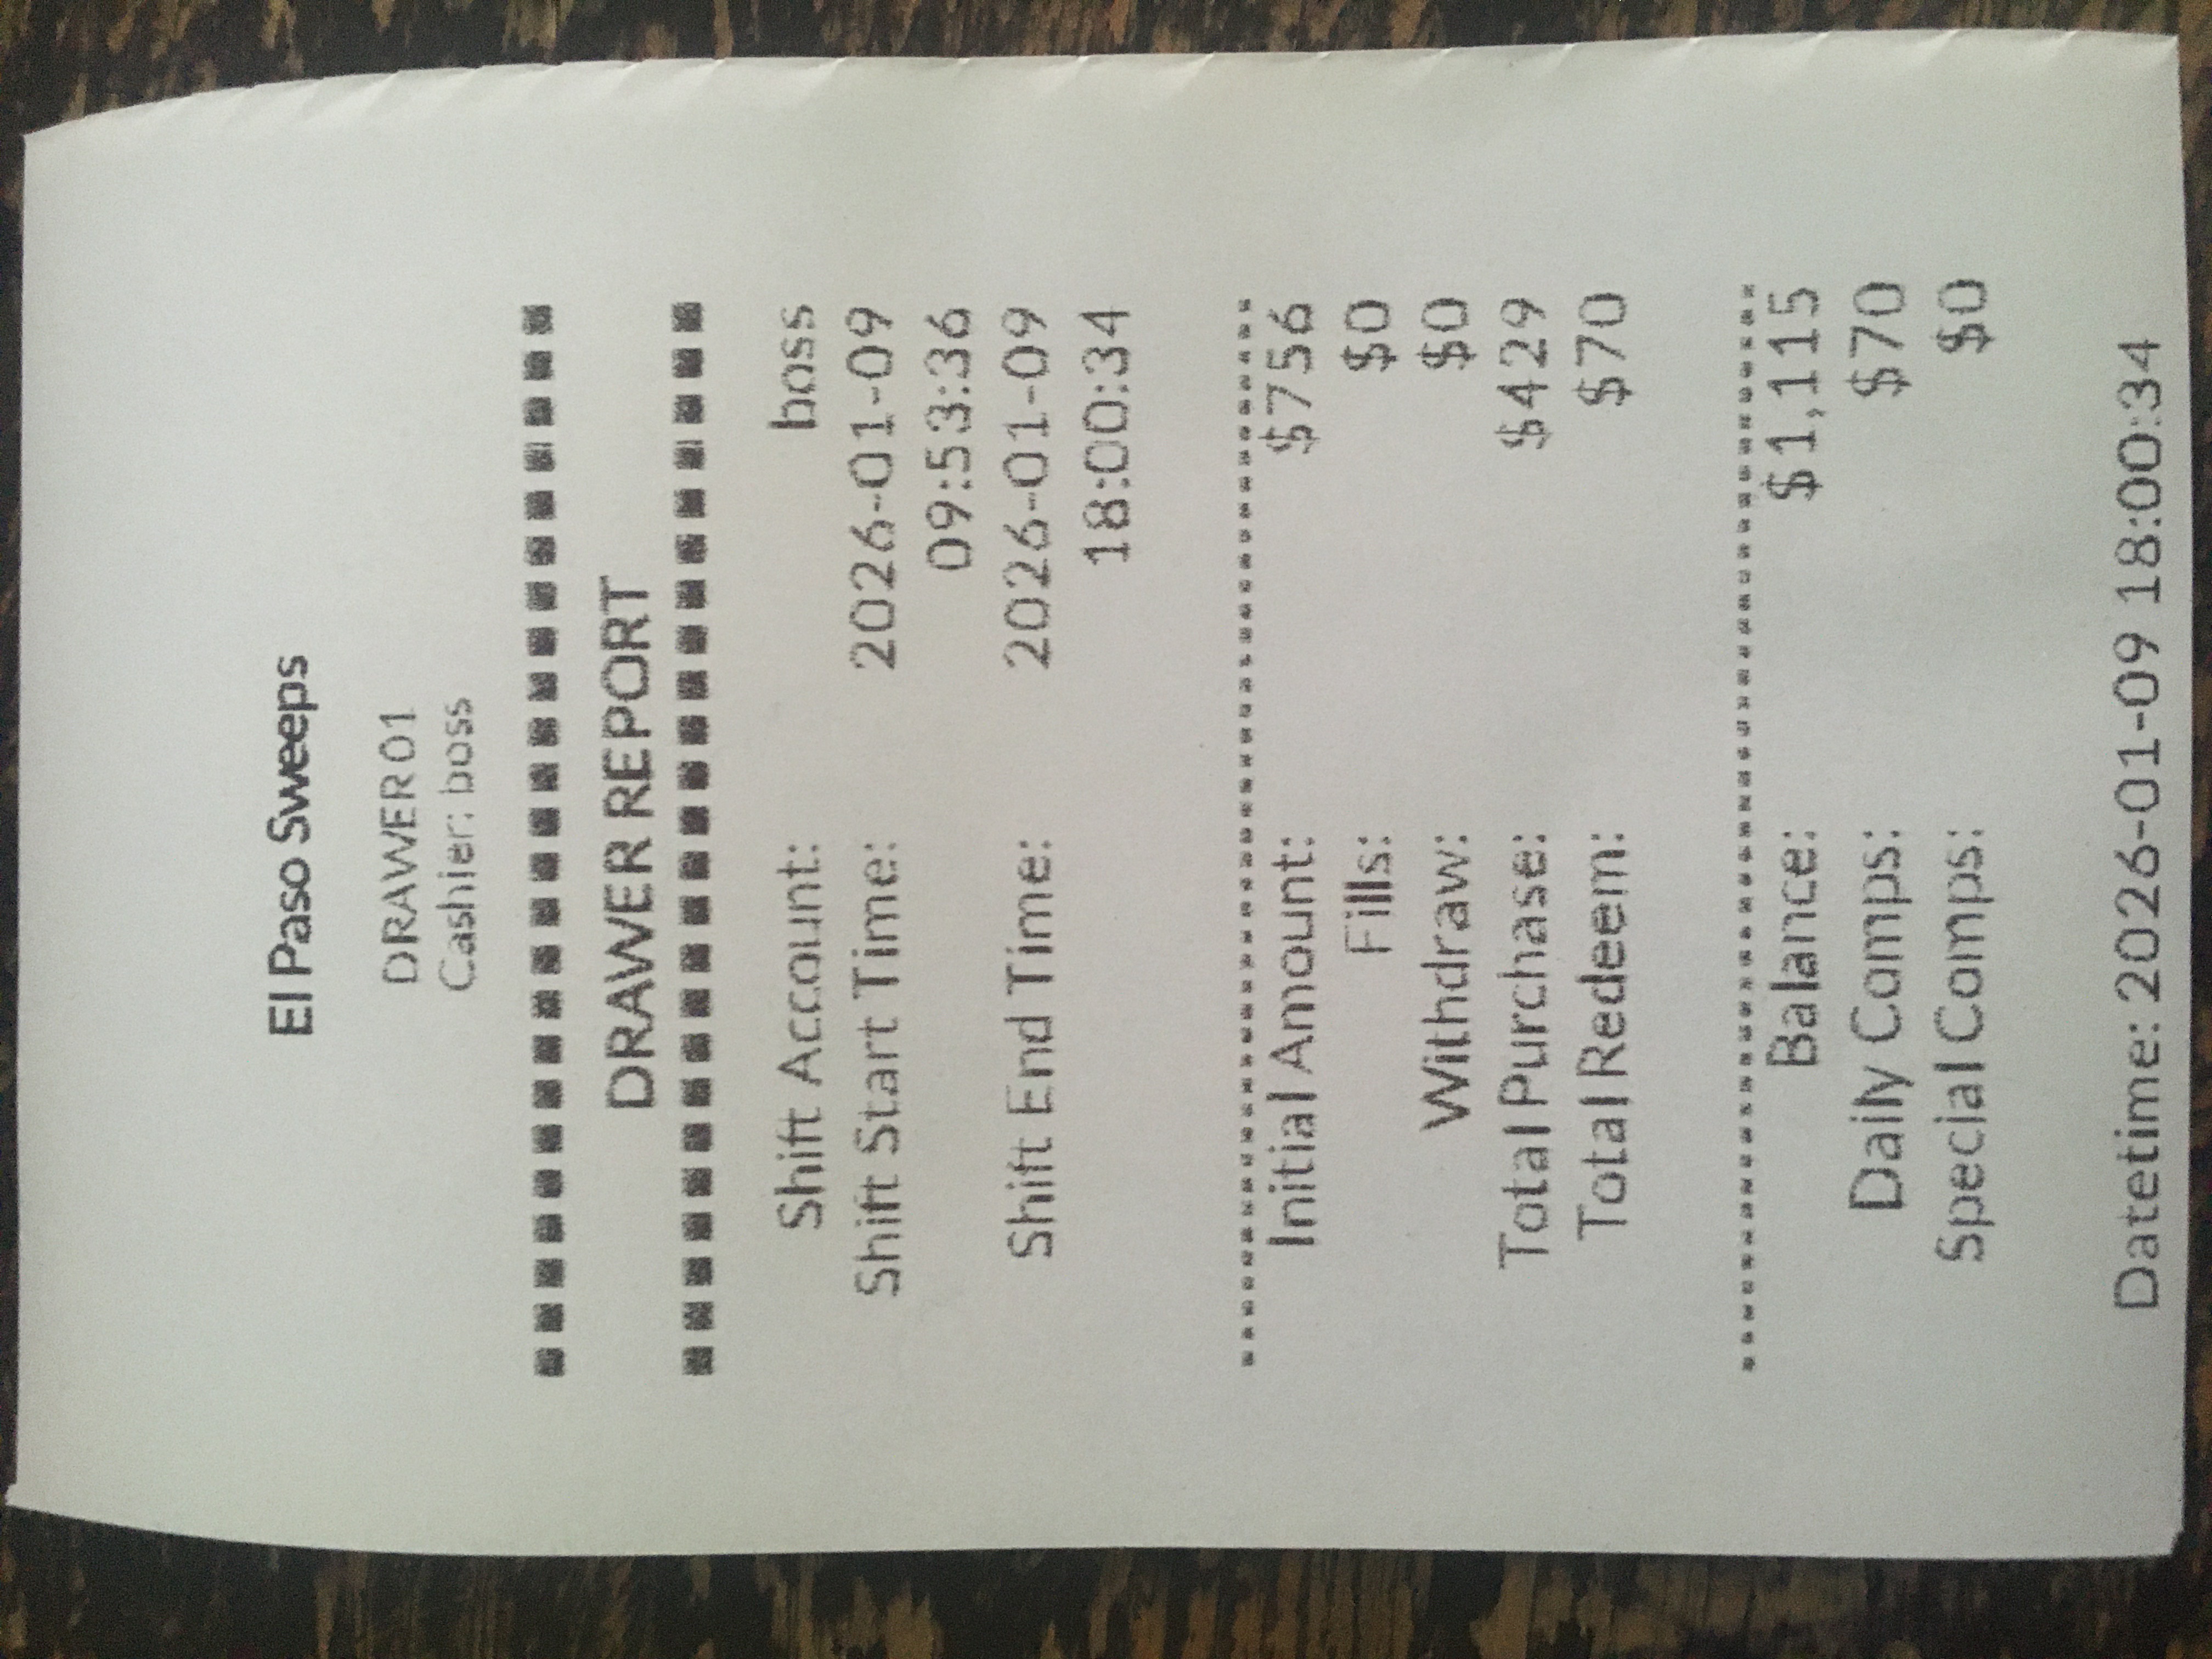 El Paso Sweeps
DRAWER 01
Cashier: boss
DRAWER REPORT
Shift Account: boss
Shift Start Time: 2026-01-09
09:53:36
Shift End Time: 2026-01-09
18:00:34
Initial Amount: $756
Fills: $0
Withdraw: $0
Total Purchase: $429
Total Redeem: $70
Balance: $1,115
Daily Comps: $70
Special Comps: $0
Datetime: 2026-01-09 18:00:34